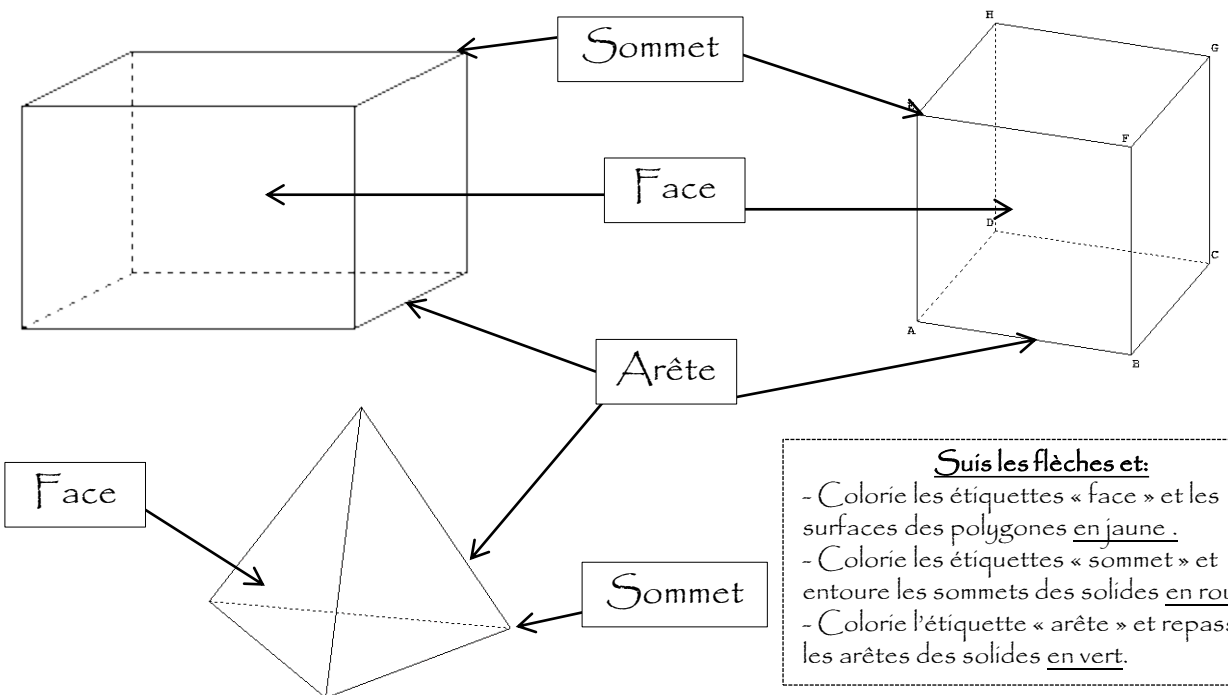 Sommet
H
G
E
F
Face
D
C
A
B
Arête
Face
Sommet
Suis les flèches et:
- Colorie les étiquettes « face » et les
surfaces des polygones en jaune .
- Colorie les étiquettes « sommet » et
entoure les sommets des solides en rou
- Colorie l'étiquette « arête » et repass
les arêtes des solides en vert.